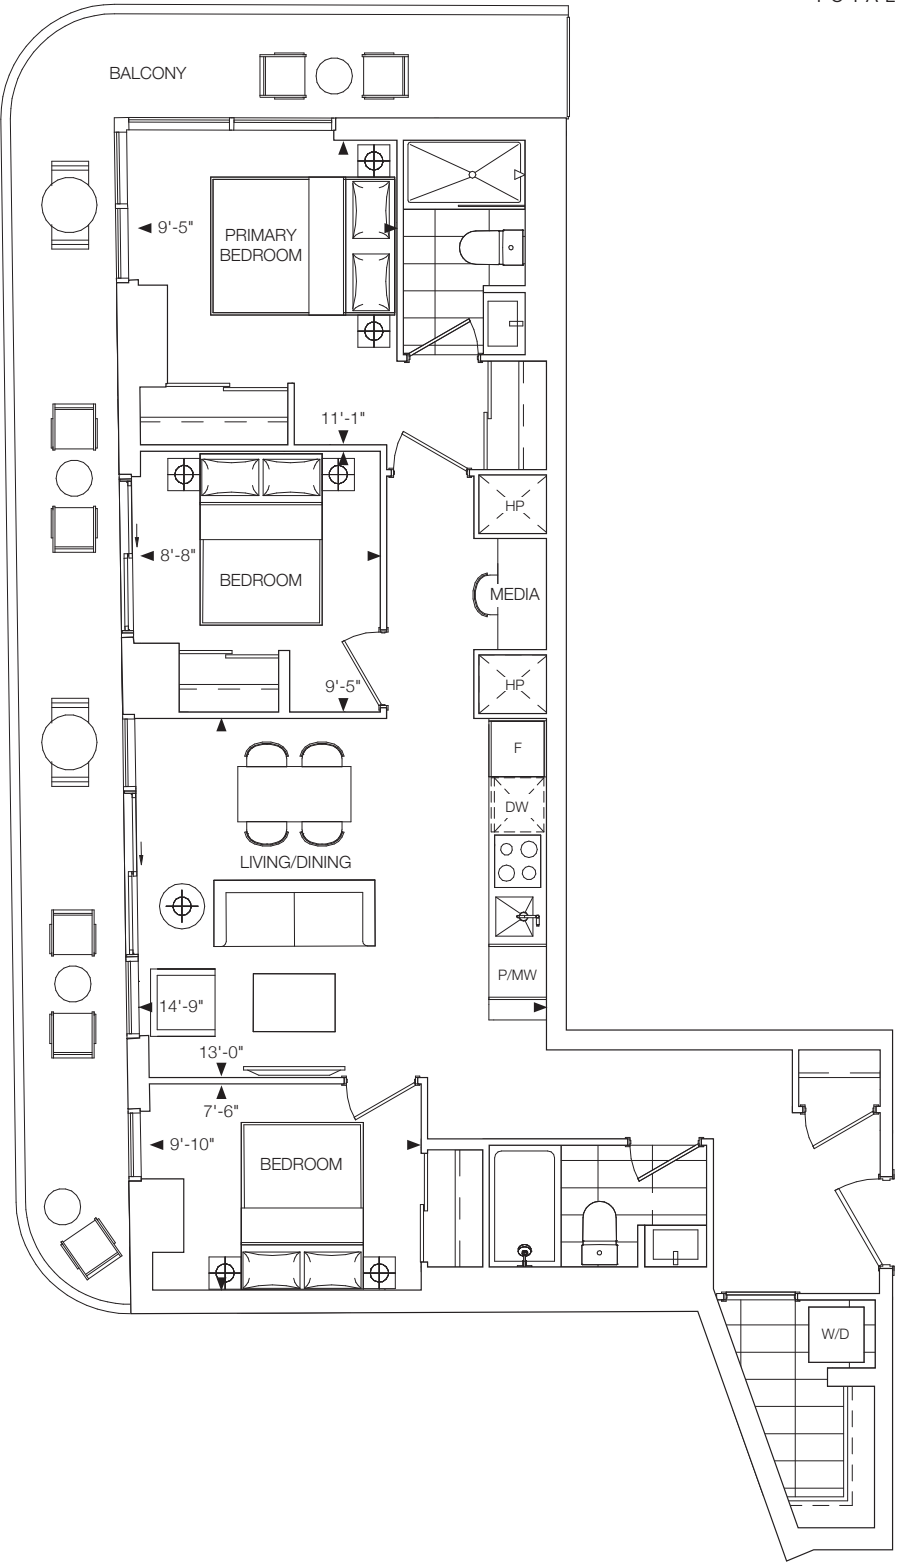 BALCONY
9'-5"
PRIMARY
BEDROOM
11'-1"
HP
8'-8"
BEDROOM
MEDIA
9'-5"
HP
F
DW
LIVING/DINING
P/MW
14'-9"
13'-0"
7'-6"
9'-10"
BEDROOM
W/D